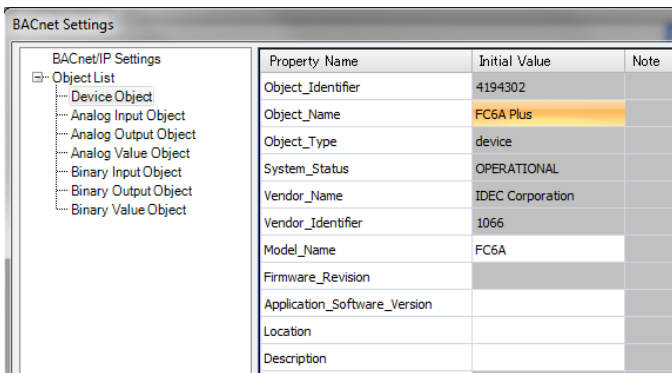 BACnet Settings
BACnet/IP Settings
Object List
Device Object
Analog Input Object
Analog Output Object
Analog Value Object
Binary Input Object
Binary Output Object
Binary Value Object
Property Name Initial Value Note
Object_Identifier 4194302
Object_Name FC6A Plus
Object_Type device
System_Status OPERATIONAL
Vendor_Name IDEC Corporation
Vendor_Identifier 1066
Model_Name FC6A
Firmware_Revision
Application_Software_Version
Location
Description